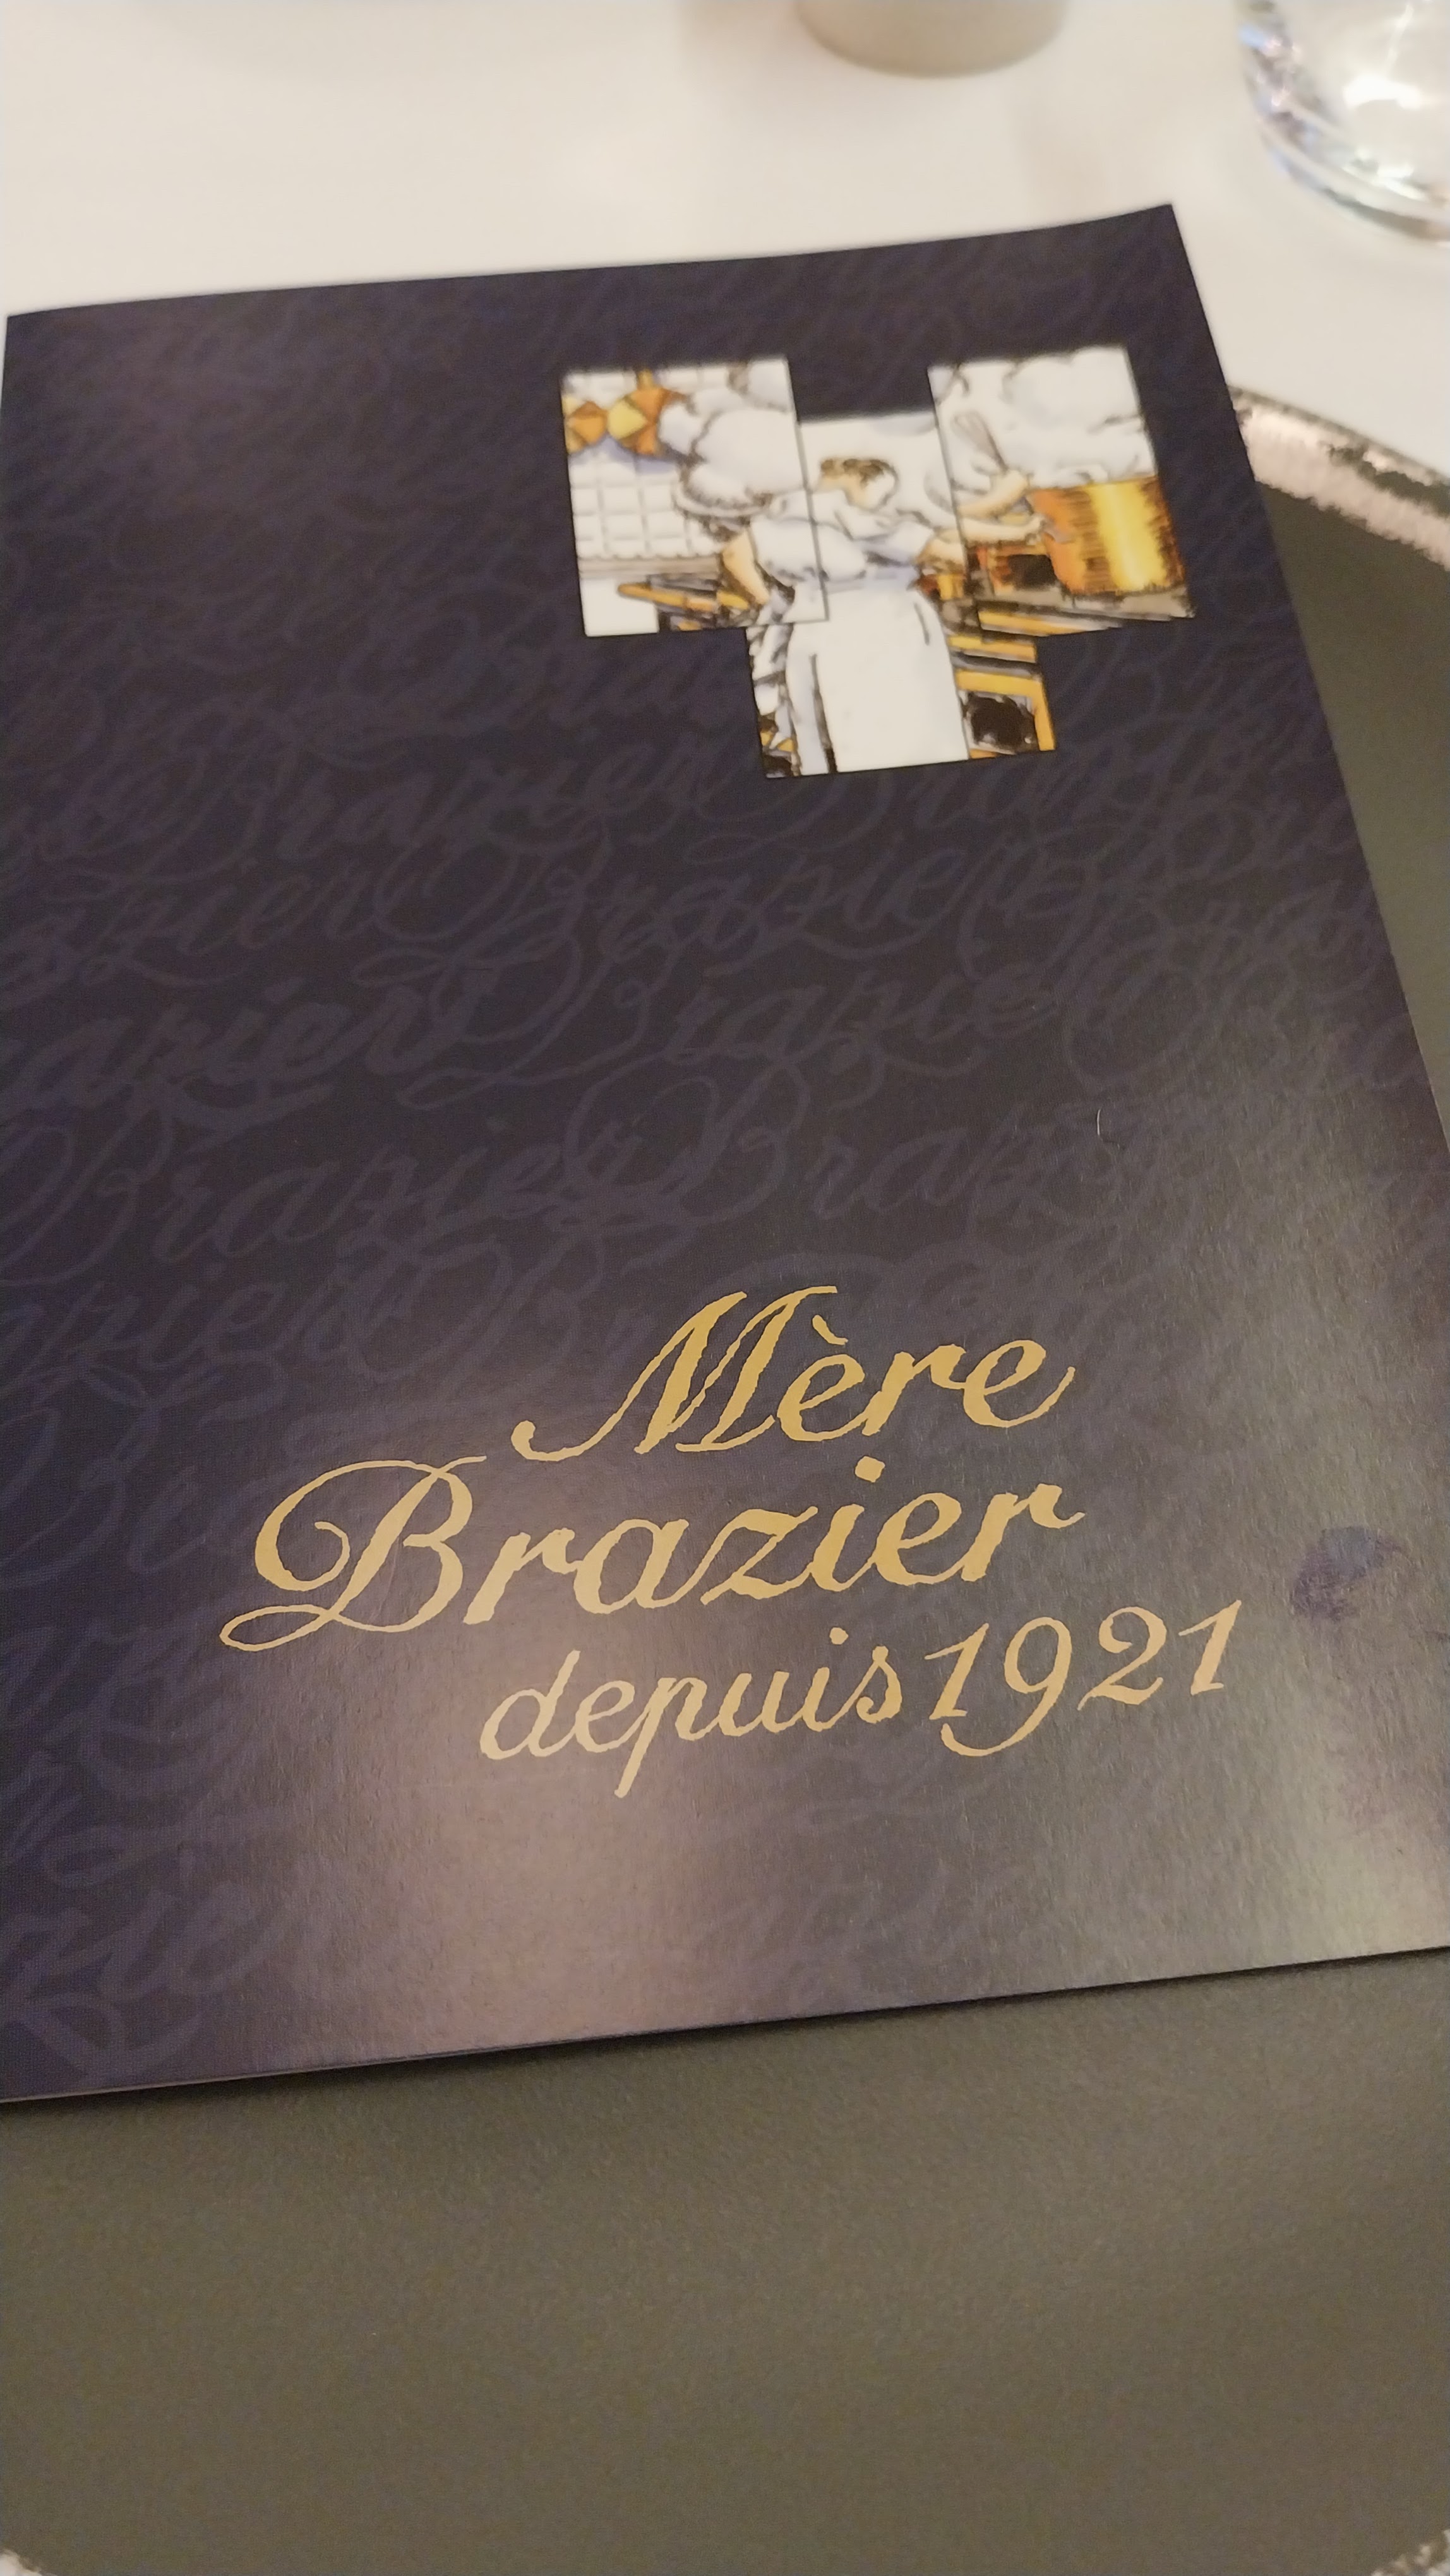 Mère
Brazier
depuis 1921